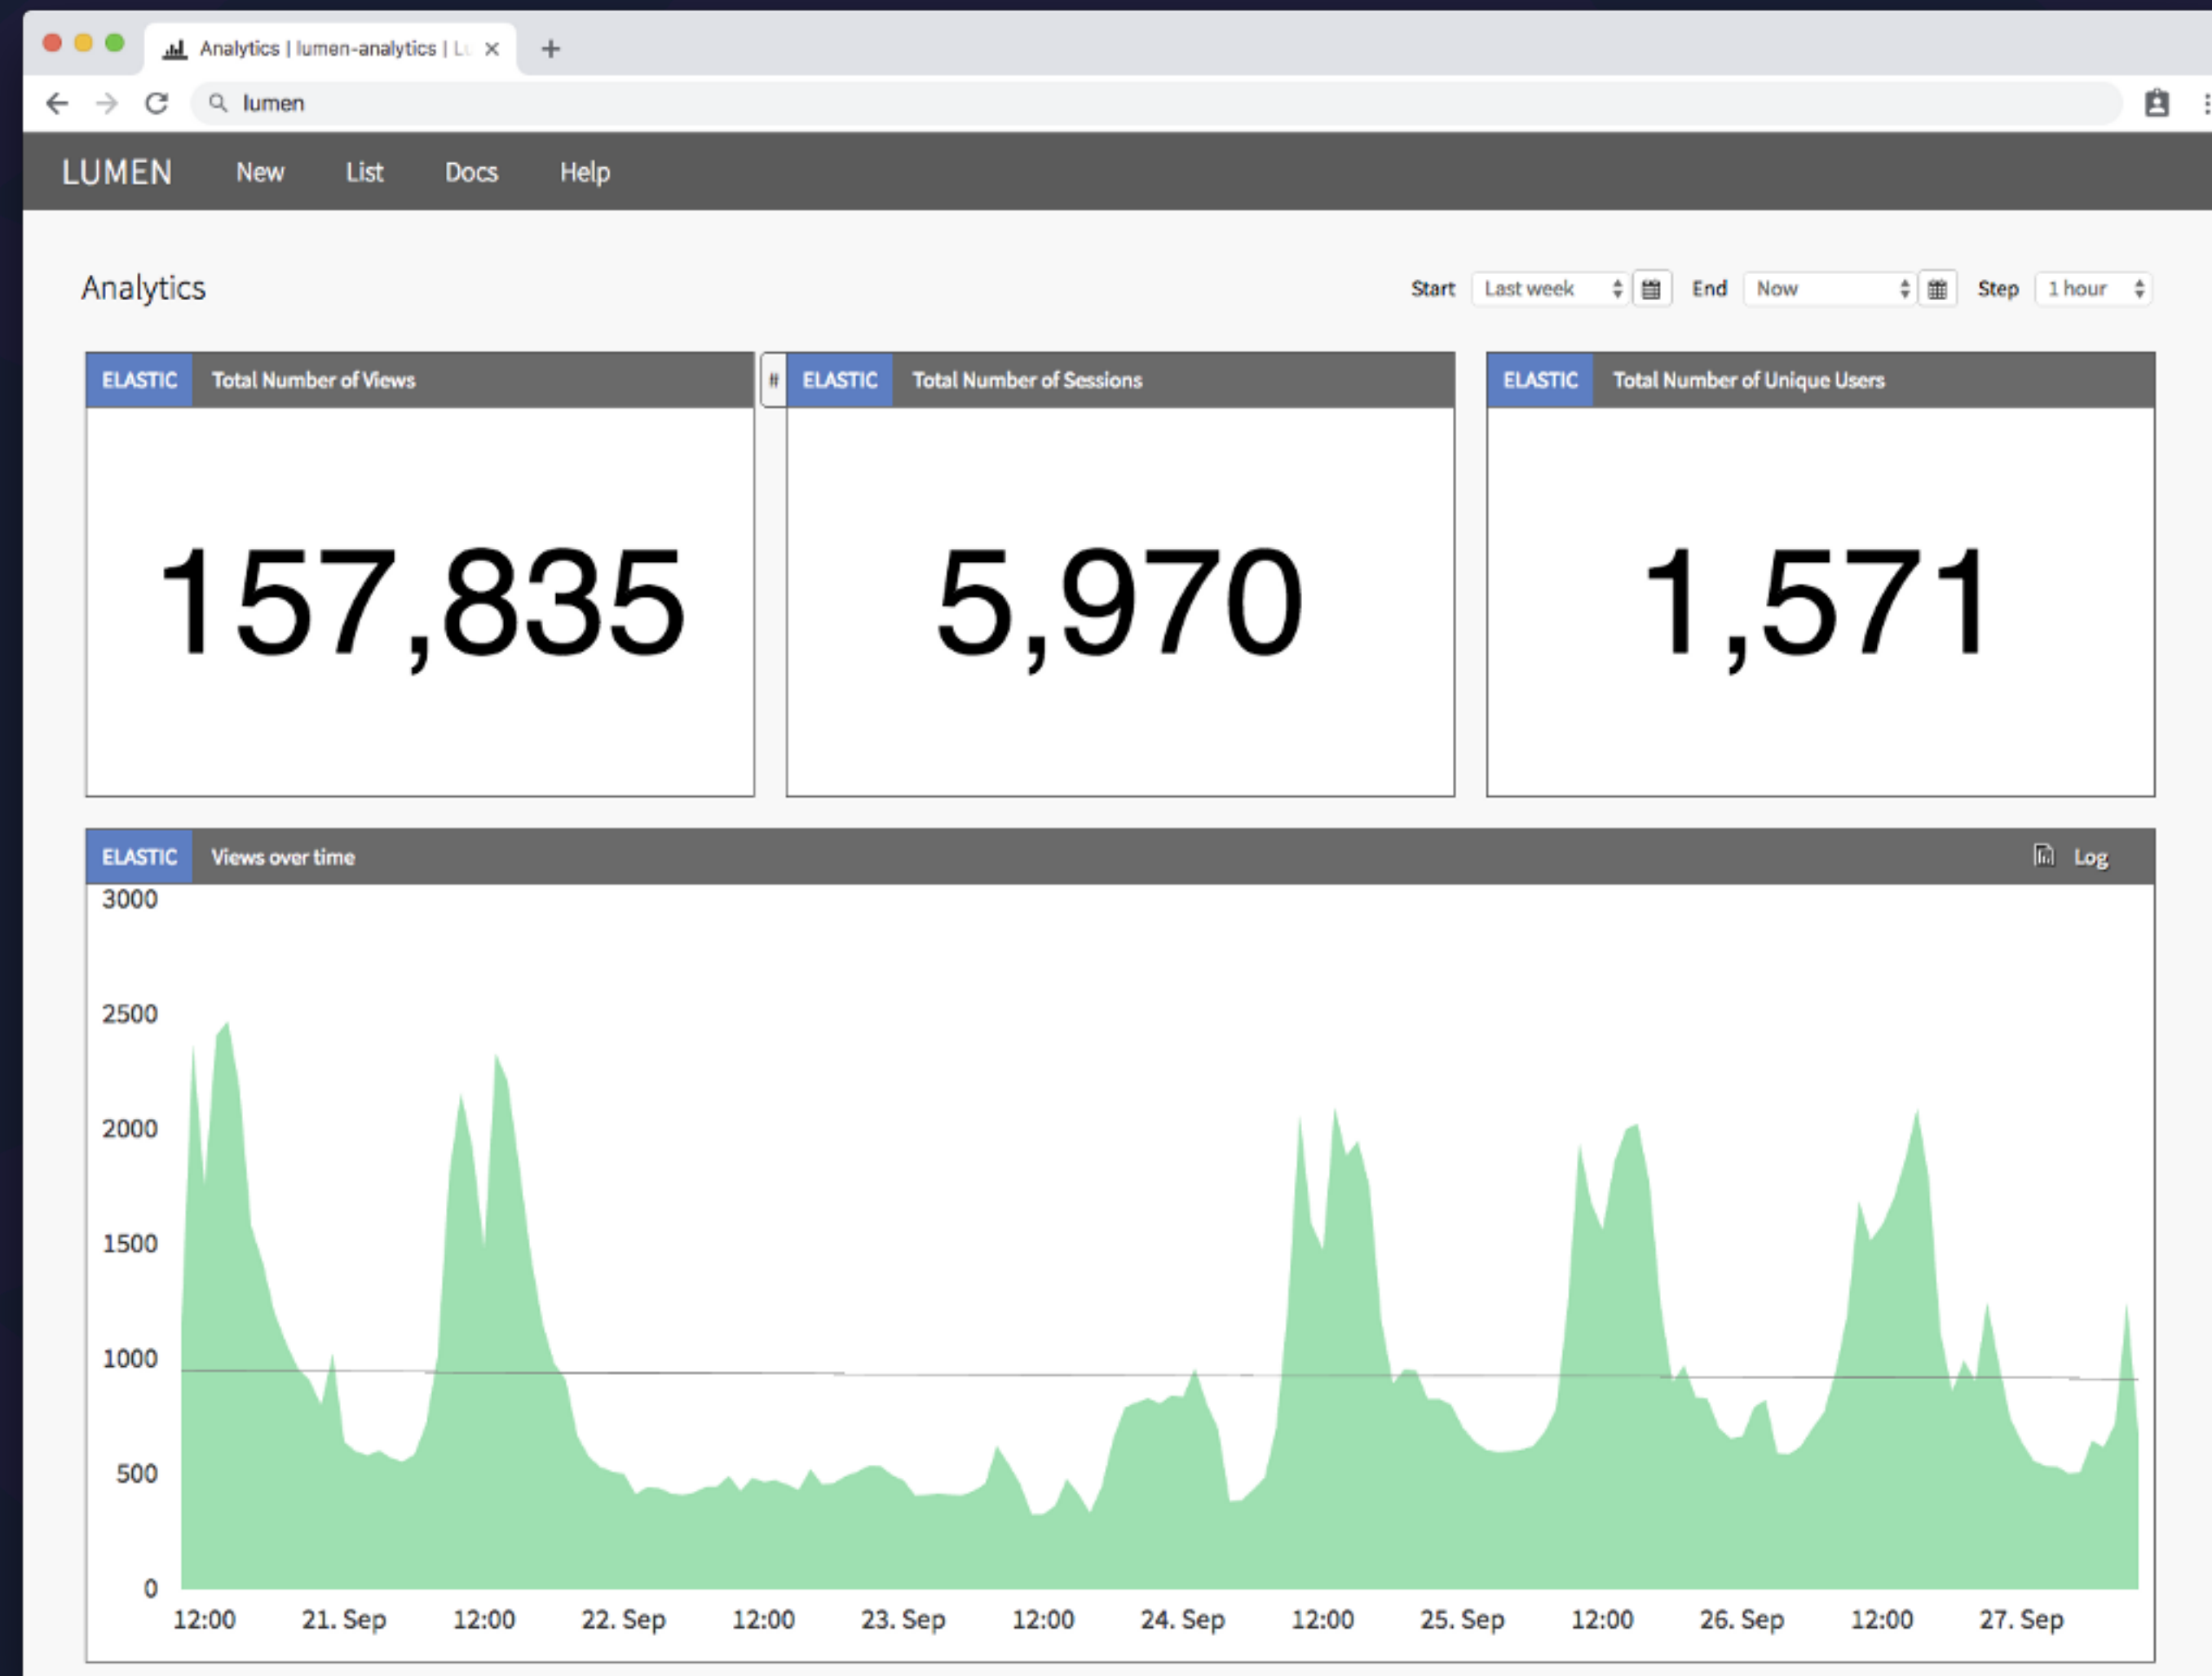 Analytics | lumen-analytics | Lu
lumen
LUMEN New List Docs Help
Analytics Start Last week End Now Step 1 hour
ELASTIC Total Number of Views # ELASTIC Total Number of Sessions ELASTIC Total Number of Unique Users
157,835 5,970 1,571
ELASTIC Views over time Log
3000
2500
2000
1500
1000
500
0
12:00 21. Sep 12:00 22. Sep 12:00 23. Sep 12:00 24. Sep 12:00 25. Sep 12:00 26. Sep 12:00 27. Sep